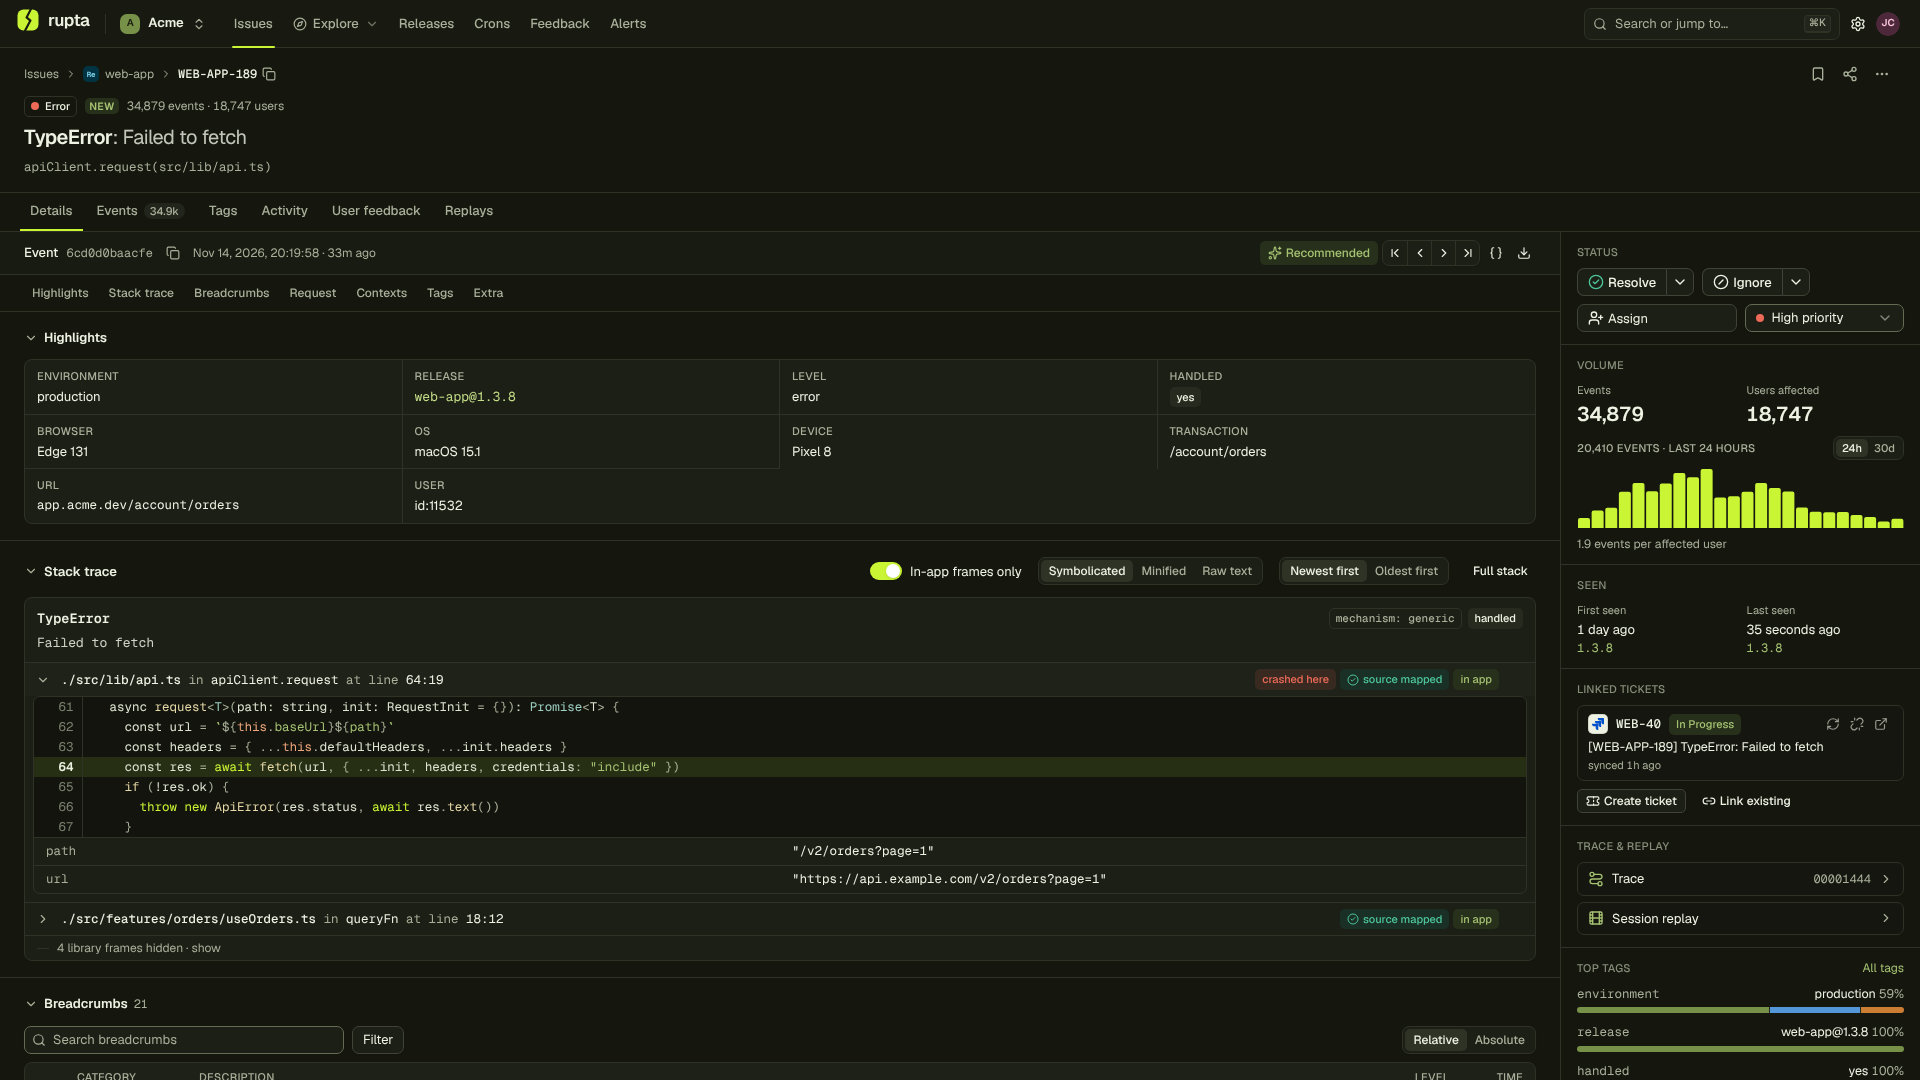 rupta
A Acme
Issues Explore Releases Crons Feedback Alerts
Search or jump to... ⌘K
JC
Issues Re web-app WEB-APP-189
Error NEW 34,879 events · 18,747 users
TypeError: Failed to fetch
apiClient.request(src/lib/api.ts)
Details Events 34.9k Tags Activity User feedback Replays
Event 6cd0d0baacfe Nov 14, 2026, 20:19:58 · 33m ago
Recommended
Highlights Stack trace Breadcrumbs Request Contexts Tags Extra
Highlights
ENVIRONMENT RELEASE LEVEL HANDLED
production web-app@1.3.8 error yes
BROWSER OS DEVICE TRANSACTION
Edge 131 macOS 15.1 Pixel 8 /account/orders
URL USER
app.acme.dev/account/orders id:11532
Stack trace
In-app frames only Symbolicated Minified Raw text Newest first Oldest first Full stack
TypeError mechanism: generic handled
Failed to fetch
./src/lib/api.ts in apiClient.request at line 64:19 crashed here source mapped in app
61 async request<T>(path: string, init: RequestInit = {}): Promise<T> {
62 const url = `${this.baseUrl}${path}`
63 const headers = { ...this.defaultHeaders, ...init.headers }
64 const res = await fetch(url, { ...init, headers, credentials: "include" })
65 if (!res.ok) {
66 throw new ApiError(res.status, await res.text())
67 }
path "/v2/orders?page=1"
url "https://api.example.com/v2/orders?page=1"
./src/features/orders/useOrders.ts in queryFn at line 18:12 source mapped in app
4 library frames hidden · show
Breadcrumbs 21
Search breadcrumbs Filter Relative Absolute
CATEGORY DESCRIPTION LEVEL TIME
STATUS
Resolve Ignore
Assign High priority
VOLUME
Events Users affected
34,879 18,747
20,410 EVENTS · LAST 24 HOURS 24h 30d
1.9 events per affected user
SEEN
First seen Last seen
1 day ago 35 seconds ago
1.3.8 1.3.8
LINKED TICKETS
WEB-40 In Progress
[WEB-APP-189] TypeError: Failed to fetch
synced 1h ago
Create ticket Link existing
TRACE & REPLAY
Trace 00001444
Session replay
TOP TAGS All tags
environment production 59%
release web-app@1.3.8 100%
handled yes 100%